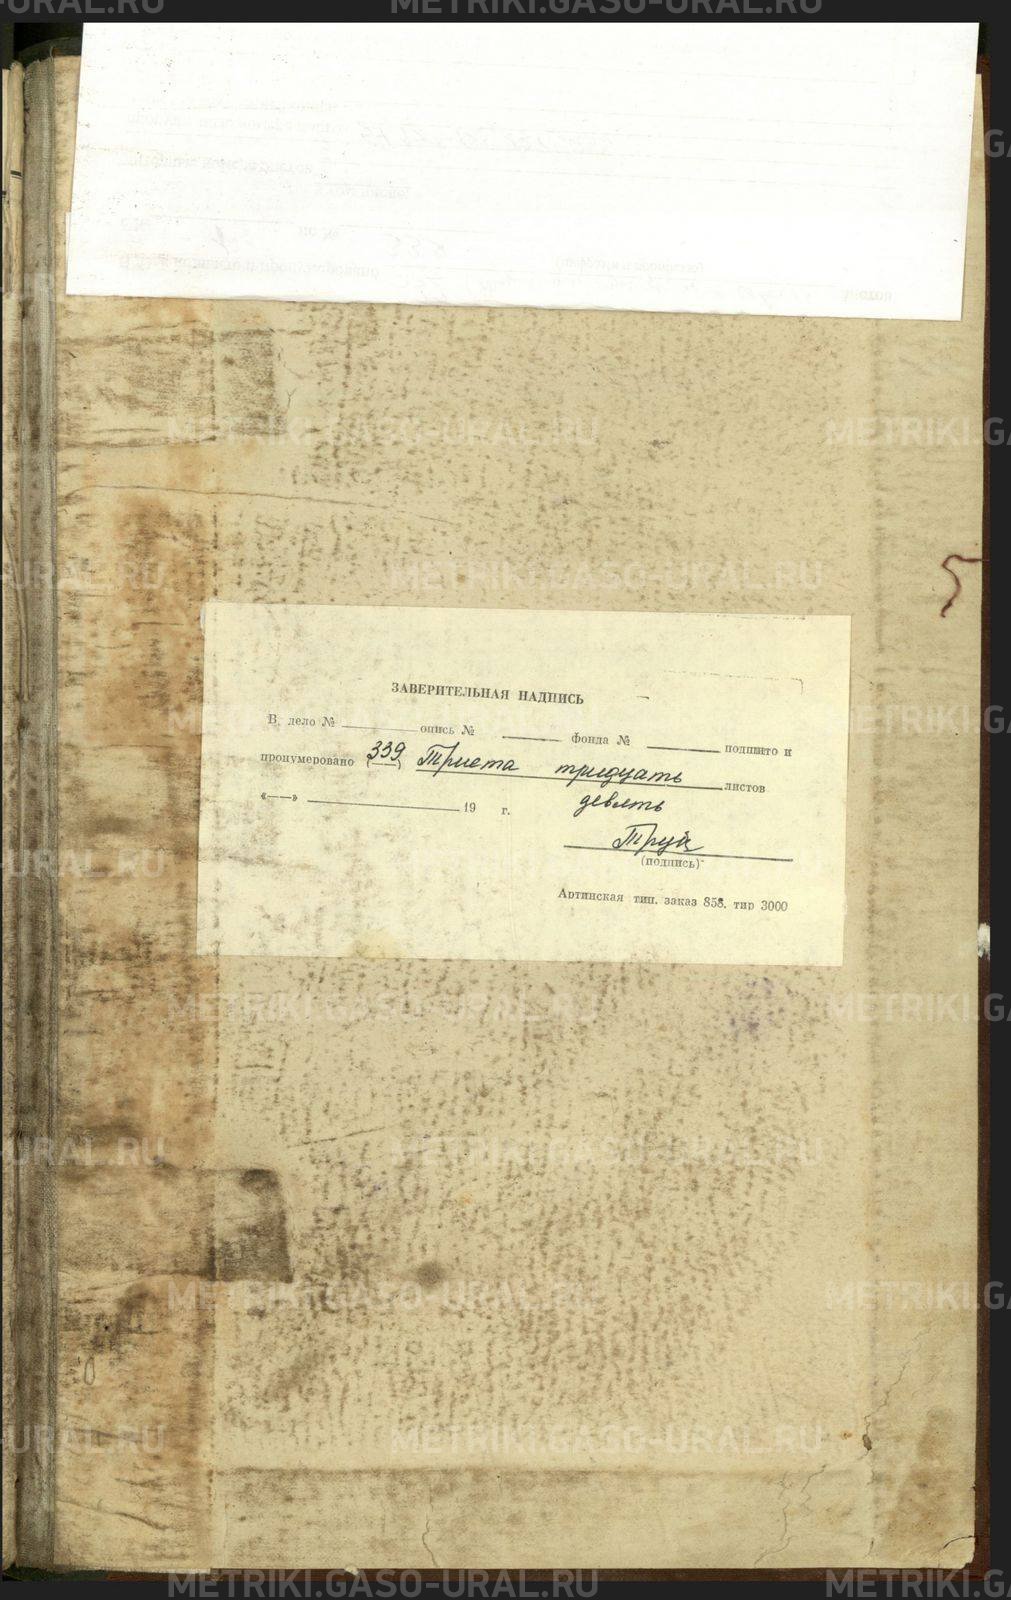 ЗАВЕРИТЕЛЬНАЯ НАДПИСЬ
В дело № опись № фонда № подшито и
пронумеровано (339) Триста тридцать листов
девять
«——» 19 г.
(подпись)
Артинская тип. заказ 858. тир 3000
METRIKI.GASO-URAL.RU